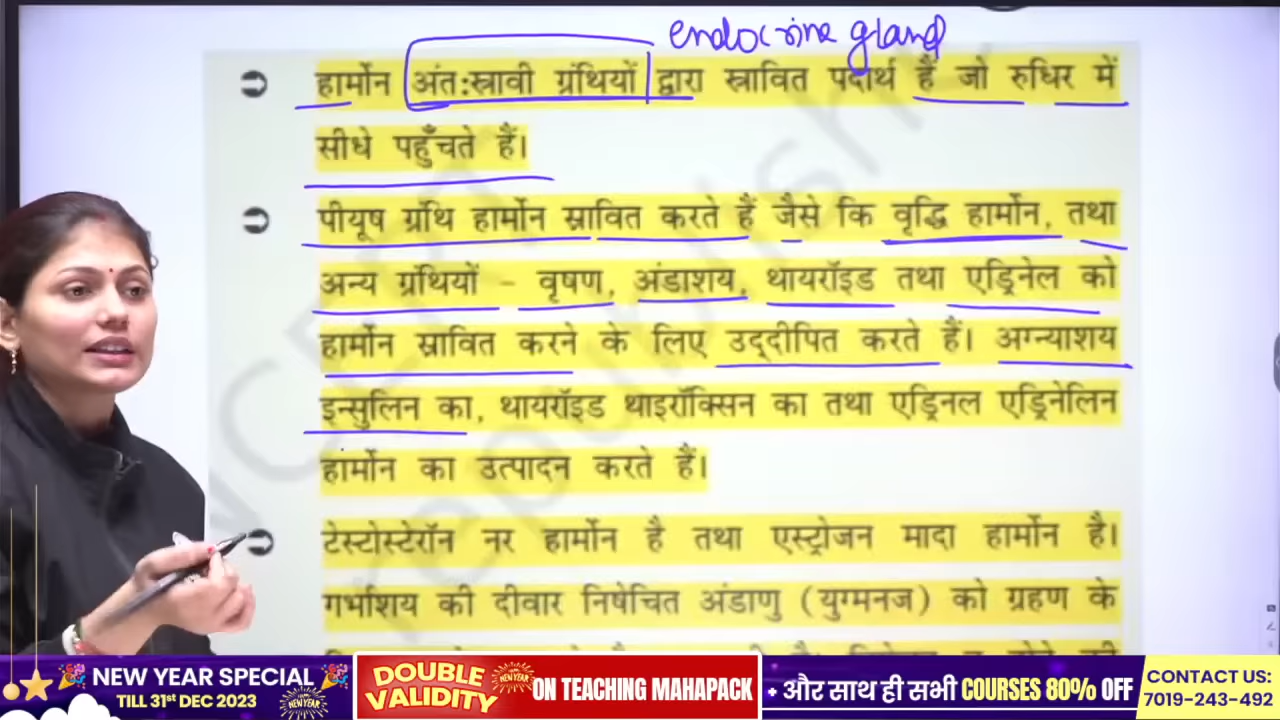 endocrine gland
हार्मोन अंतःस्रावी ग्रंथियों द्वारा स्रावित पदार्थ हैं जो रुधिर में
सीधे पहुँचते हैं।
पीयूष ग्रंथि हार्मोन स्रावित करते हैं जैसे कि वृद्धि हार्मोन, तथा
अन्य ग्रंथियों - वृषण, अंडाशय, थायरॉइड तथा एड्रिनेल को
हार्मोन स्रावित करने के लिए उद्दीपित करते हैं। अग्न्याशय
इन्सुलिन का, थायरॉइड थाइरॉक्सिन का तथा एड्रिनल एड्रिनेलिन
हार्मोन का उत्पादन करते हैं।
टेस्टोस्टेरॉन नर हार्मोन है तथा एस्ट्रोजन मादा हार्मोन है।
गर्भाशय की दीवार निषेचित अंडाणु (युग्मनज) को ग्रहण के
NEW YEAR SPECIAL
TILL 31st DEC 2023
DOUBLE VALIDITY
ON TEACHING MAHAPACK
+ और साथ ही सभी COURSES 80% OFF
CONTACT US:
7019-243-492